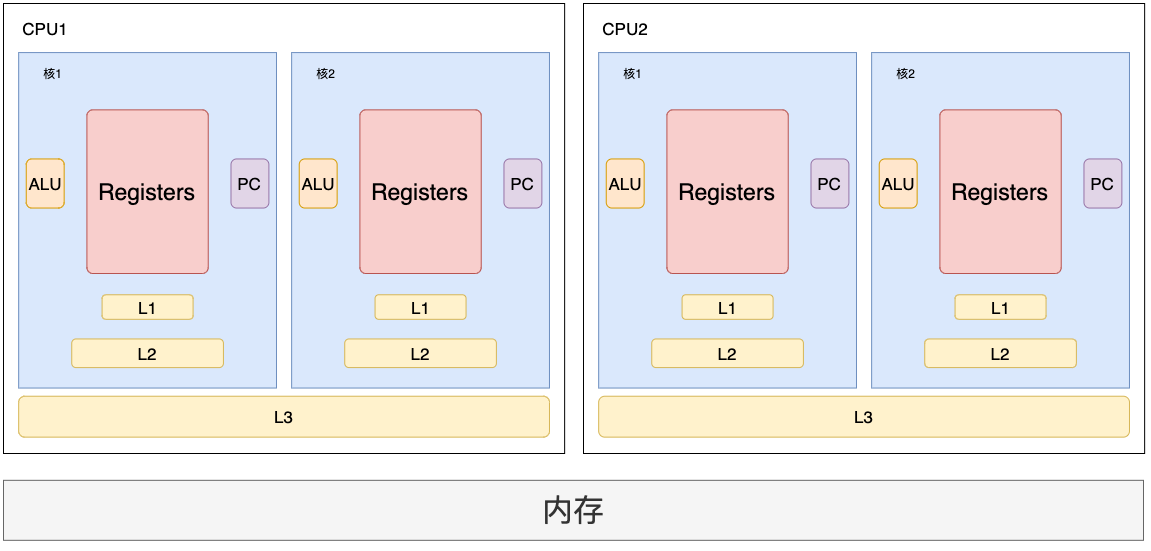 CPU1
核1
ALU
Registers
PC
L1
L2
核2
ALU
Registers
PC
L1
L2
L3
CPU2
核1
ALU
Registers
PC
L1
L2
核2
ALU
Registers
PC
L1
L2
L3
内存